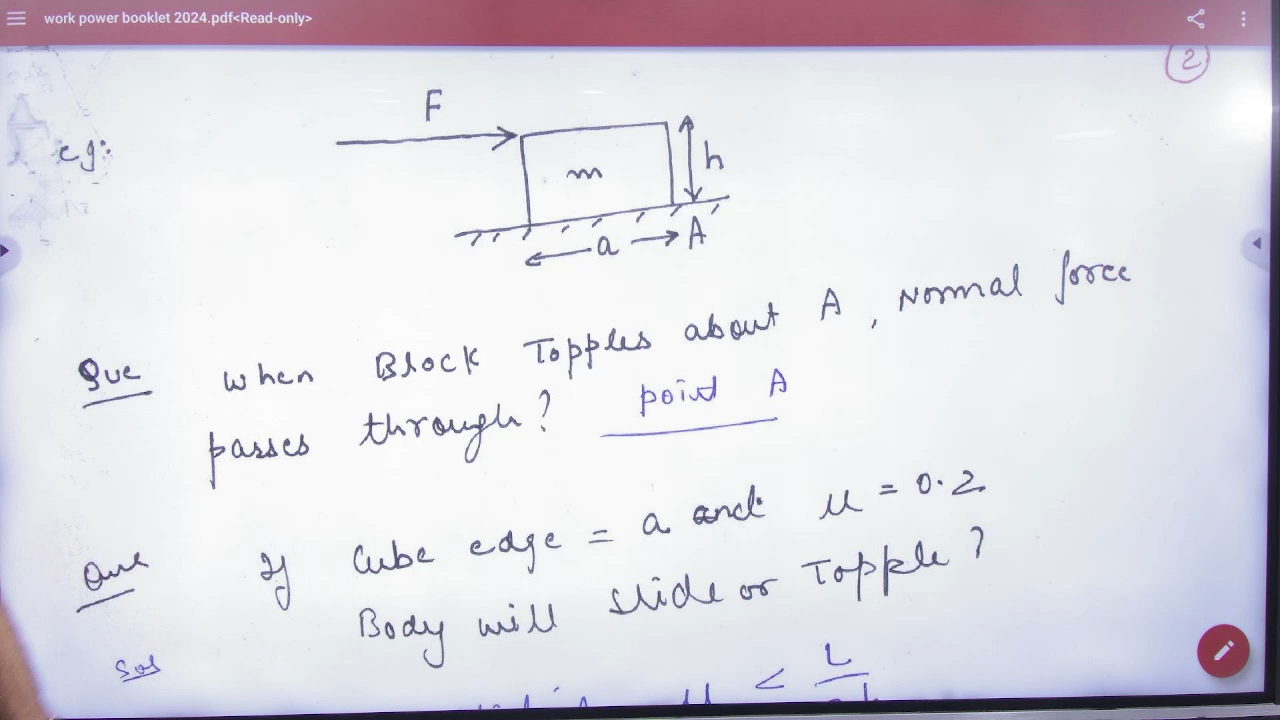 work power booklet 2024.pdf<Read-only>
2
F
eg:
m
h
a
A
Que when Block Topples about A, Normal force
passes through? point A
Que If Cube edge = a and μ = 0.2
Body will slide or Topple?
Sol
μ < L